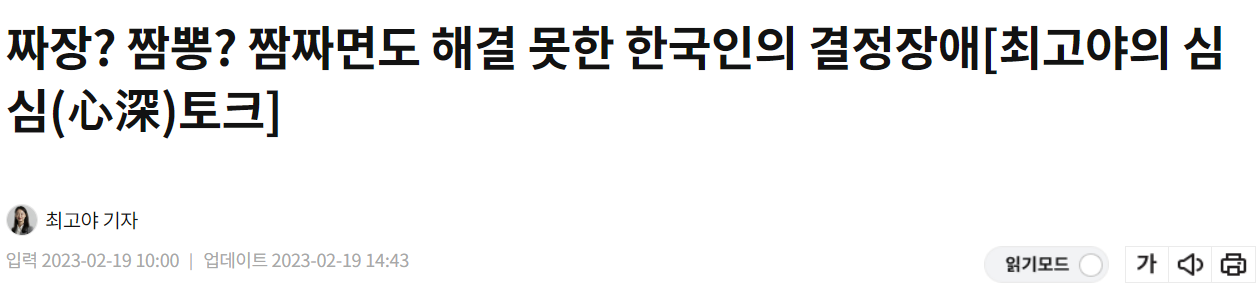 짜장? 짬뽕? 짬짜면도 해결 못한 한국인의 결정장애[최고야의 심
심(心深)토크]
최고야 기자
입력 2023-02-19 10:00 | 업데이트 2023-02-19 14:43
읽기모드 가